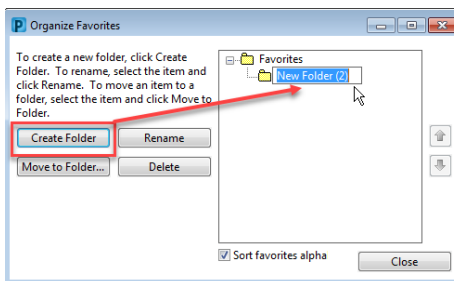 Organize Favorites
To create a new folder, click Create
Folder. To rename, select the item and
click Rename. To move an item to a
folder, select the item and click Move to
Folder.
Create Folder
Rename
Move to Folder...
Delete
Favorites
New Folder (2)
Sort favorites alpha
Close